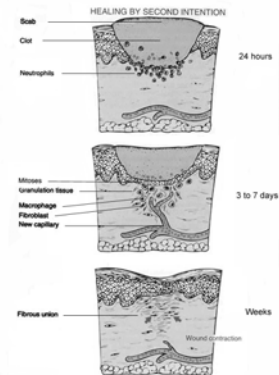 HEALING BY SECOND INTENTION
Scab
Clot
Neutrophils
24 hours
Mitoses
Granulation tissue
Macrophage
Fibroblast
New capillary
3 to 7 days
Fibrous union
Weeks
Wound contraction